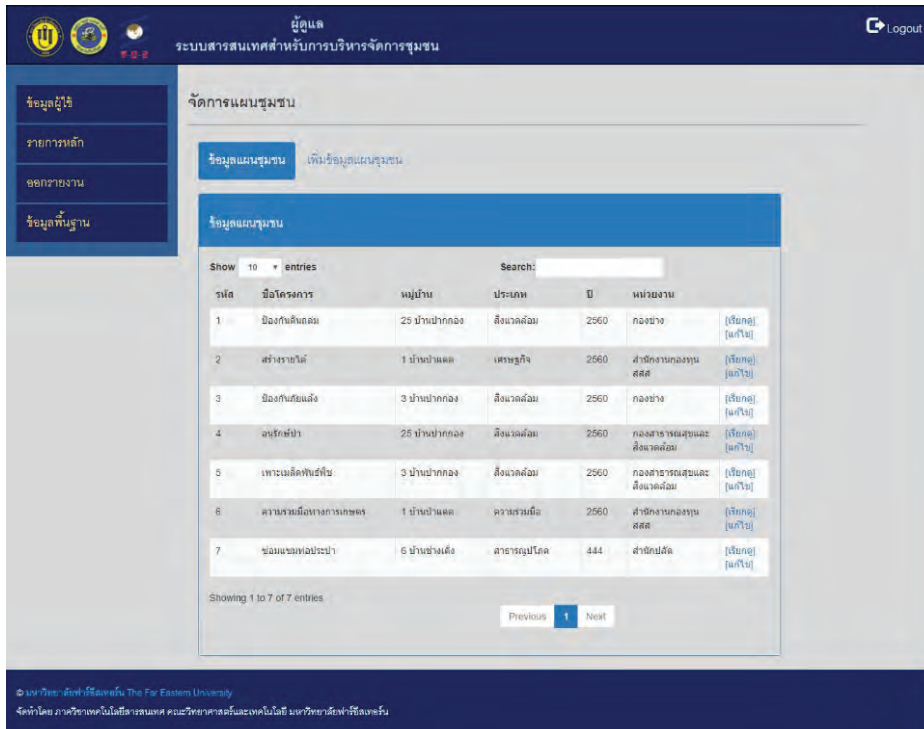 ผู้ดูแล
ระบบสารสนเทศสำหรับการบริหารจัดการชุมชน
Logout
ข้อมูลผู้ใช้
รายการหลัก
ออกรายงาน
ข้อมูลพื้นฐาน
จัดการแผนชุมชน
ข้อมูลแผนชุมชน เพิ่มข้อมูลแผนชุมชน
ข้อมูลแผนชุมชน
Show 10 entries Search:
รหัส ชื่อโครงการ หมู่บ้าน ประเภท ปี หน่วยงาน
1 ป้องกันดินถล่ม 25 บ้านปากกอง สิ่งแวดล้อม 2560 กองช่าง [เรียกดู]
[แก้ไข]
2 สร้างรายได้ 1 บ้านป่าแดด เศรษฐกิจ 2560 สำนักงานกองทุน [เรียกดู]
สสส [แก้ไข]
3 ป้องกันภัยแล้ง 3 บ้านปากกอง สิ่งแวดล้อม 2560 กองช่าง [เรียกดู]
[แก้ไข]
4 อนุรักษ์ป่า 25 บ้านปากกอง สิ่งแวดล้อม 2560 กองสาธารณสุขและ [เรียกดู]
สิ่งแวดล้อม [แก้ไข]
5 เพาะเมล็ดพันธ์พืช 3 บ้านปากกอง สิ่งแวดล้อม 2560 กองสาธารณสุขและ [เรียกดู]
สิ่งแวดล้อม [แก้ไข]
6 ความร่วมมือทางการเกษตร 1 บ้านป่าแดด ความร่วมมือ 2560 สำนักงานกองทุน [เรียกดู]
สสส [แก้ไข]
7 ซ่อมแซมท่อประปา 6 บ้านช่างเคิ่ง สาธารณูปโภค 444 สำนักปลัด [เรียกดู]
[แก้ไข]
Showing 1 to 7 of 7 entries
Previous 1 Next
© มหาวิทยาลัยฟาร์อีสเทอร์น The Far Eastern University
จัดทำโดย ภาควิชาเทคโนโลยีสารสนเทศ คณะวิทยาศาสตร์และเทคโนโลยี มหาวิทยาลัยฟาร์อีสเทอร์น